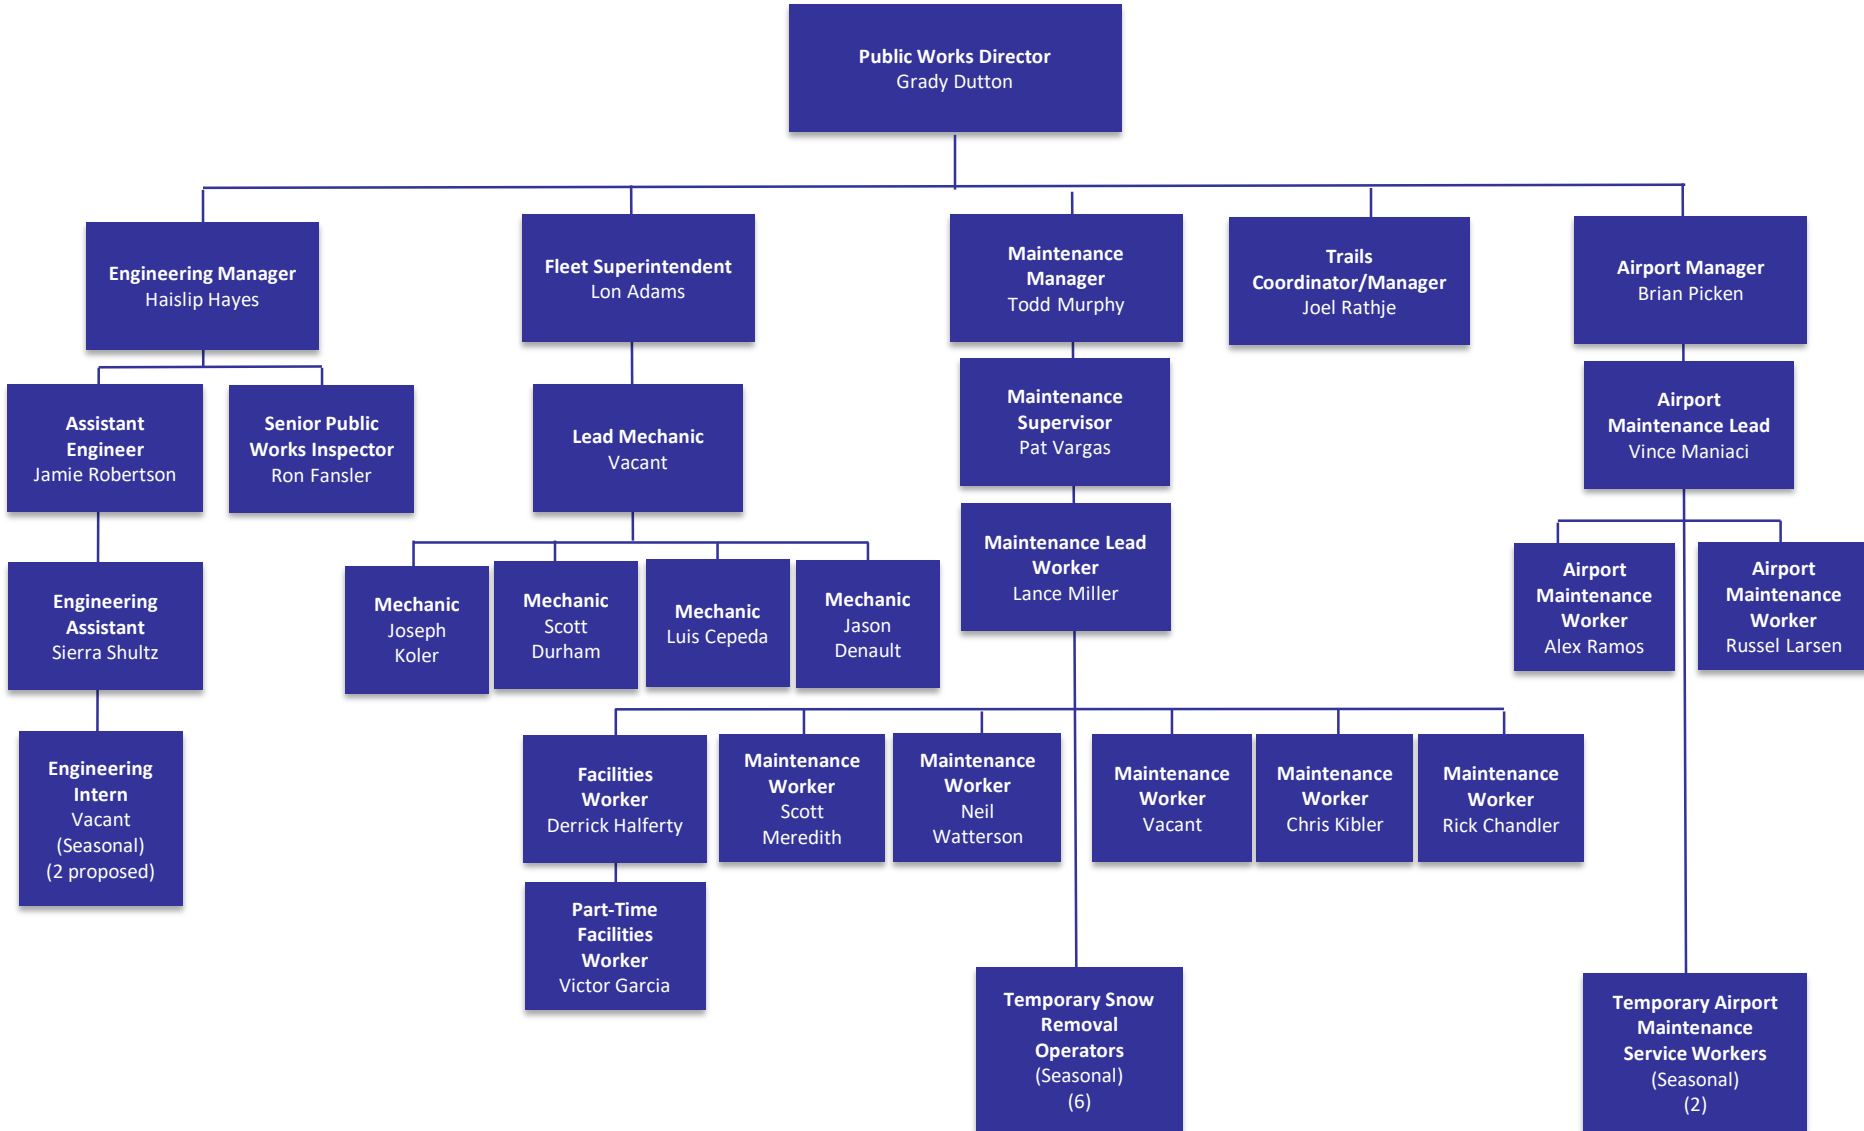 Public Works Director
Grady Dutton
Engineering Manager
Haislip Hayes
Fleet Superintendent
Lon Adams
Maintenance
Manager
Todd Murphy
Trails
Coordinator/Manager
Joel Rathje
Airport Manager
Brian Picken
Assistant
Engineer
Jamie Robertson
Senior Public
Works Inspector
Ron Fansler
Lead Mechanic
Vacant
Maintenance
Supervisor
Pat Vargas
Airport
Maintenance Lead
Vince Maniaci
Engineering
Assistant
Sierra Shultz
Mechanic
Joseph
Koler
Mechanic
Scott
Durham
Mechanic
Luis Cepeda
Mechanic
Jason
Denault
Maintenance Lead
Worker
Lance Miller
Airport
Maintenance
Worker
Alex Ramos
Airport
Maintenance
Worker
Russel Larsen
Engineering
Intern
Vacant
(Seasonal)
(2 proposed)
Facilities
Worker
Derrick Halferty
Maintenance
Worker
Scott
Meredith
Maintenance
Worker
Neil
Watterson
Maintenance
Worker
Vacant
Maintenance
Worker
Chris Kibler
Maintenance
Worker
Rick Chandler
Part-Time
Facilities
Worker
Victor Garcia
Temporary Snow
Removal
Operators
(Seasonal)
(6)
Temporary Airport
Maintenance
Service Workers
(Seasonal)
(2)